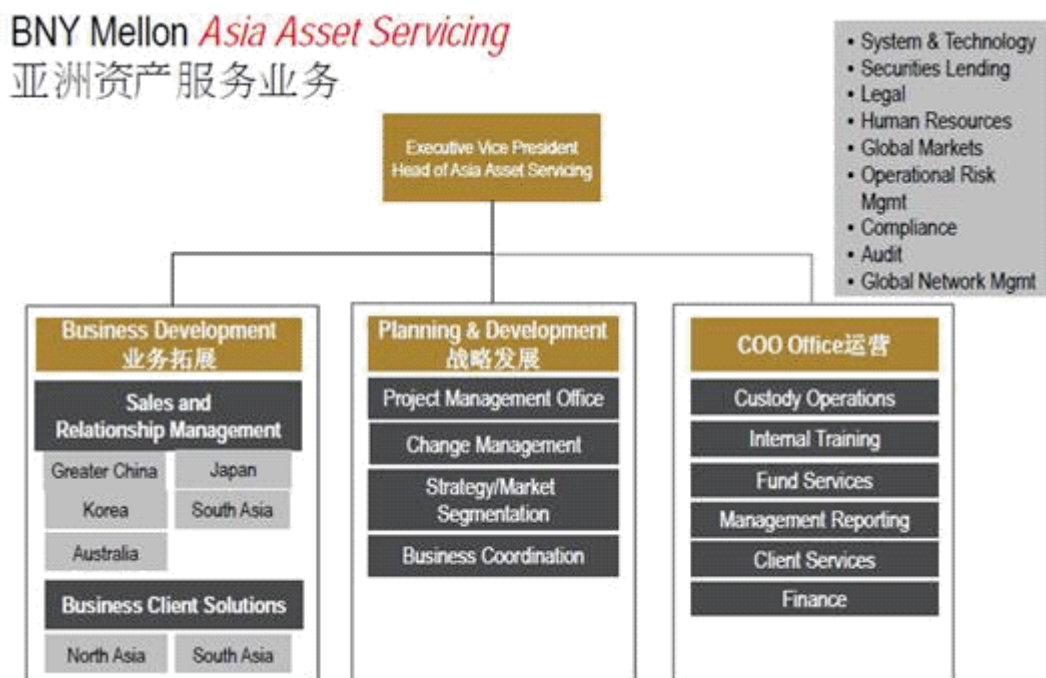 BNY Mellon Asia Asset Servicing
亚洲资产服务业务
• System & Technology
• Securities Lending
• Legal
• Human Resources
• Global Markets
• Operational Risk
Mgmt
• Compliance
• Audit
• Global Network Mgmt
Executive Vice President
Head of Asia Asset Servicing
Business Development
业务拓展
Sales and
Relationship Management
Greater China
Japan
Korea
South Asia
Australia
Business Client Solutions
North Asia
South Asia
Planning & Development
战略发展
Project Management Office
Change Management
Strategy/Market
Segmentation
Business Coordination
COO Office运营
Custody Operations
Internal Training
Fund Services
Management Reporting
Client Services
Finance